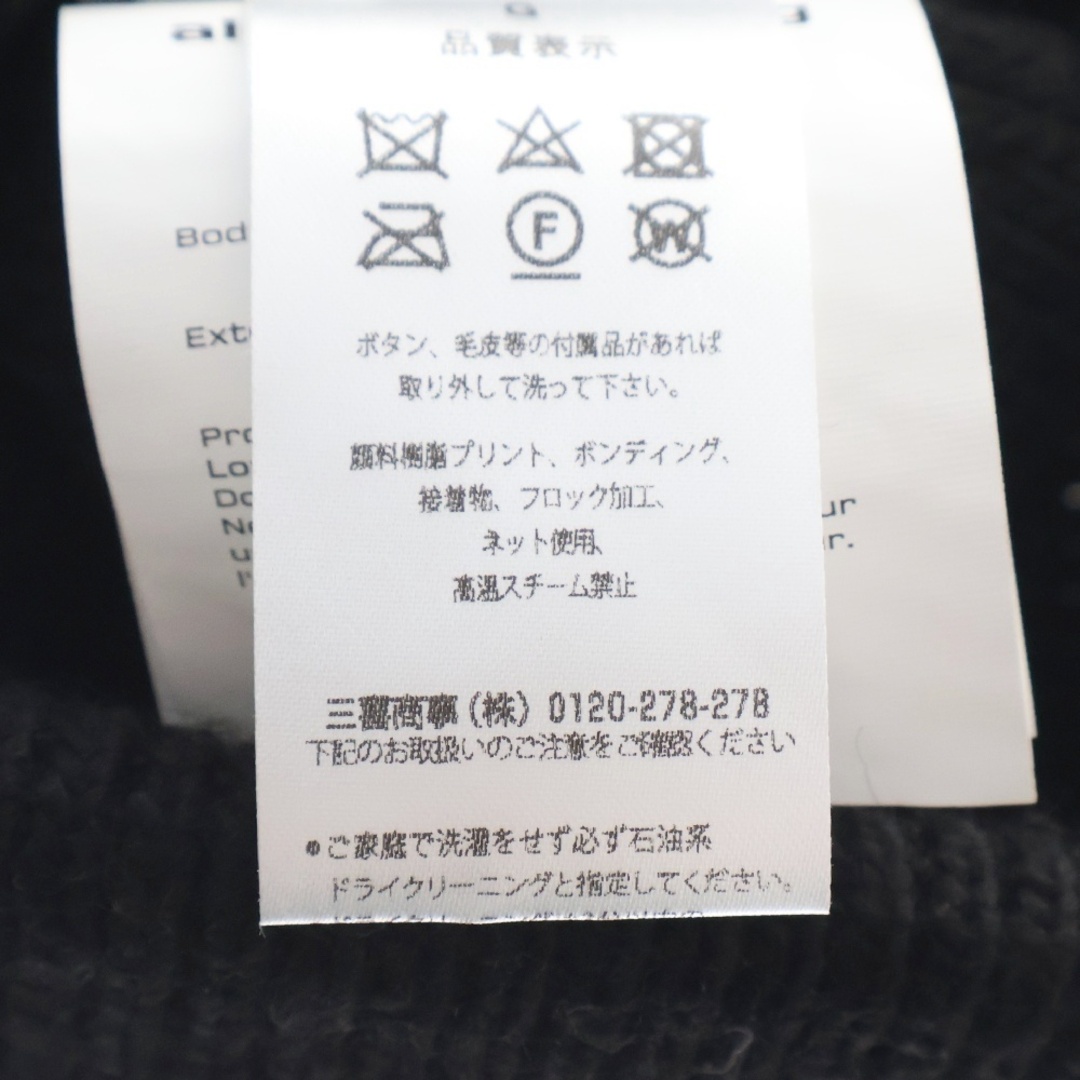 品質表示
F
W
ボタン、毛皮等の付属品があれば
取り外して洗って下さい。
顔料樹脂プリント、ボンディング、
接着物、フロック加工、
ネット使用、
高温スチーム禁止
三喜商事(株) 0120-278-278
下記のお取扱いのご注意をご確認ください
●ご家庭で洗濯をせず必ず石油系
ドライクリーニングと指定してください。
Bod
Exte
Pro
Lo
Do
ur
r.